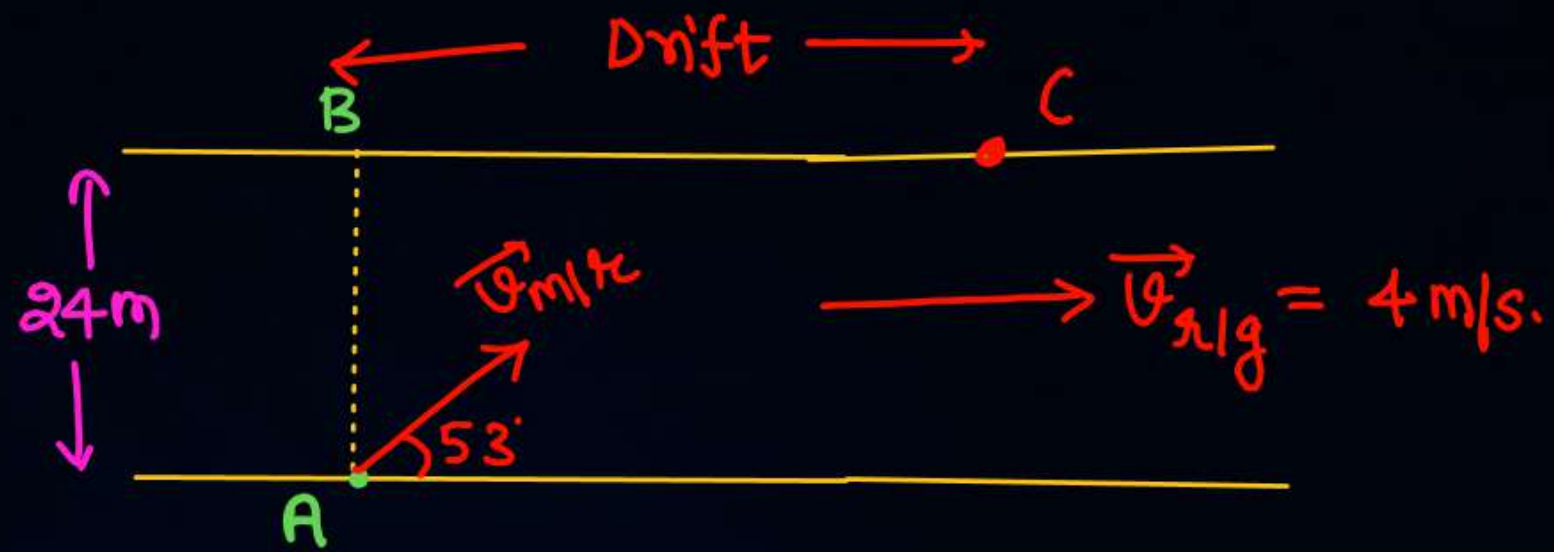 Drift
B
C
24m
v⃗m/r
v⃗r/g = 4 m/s.
53°
A